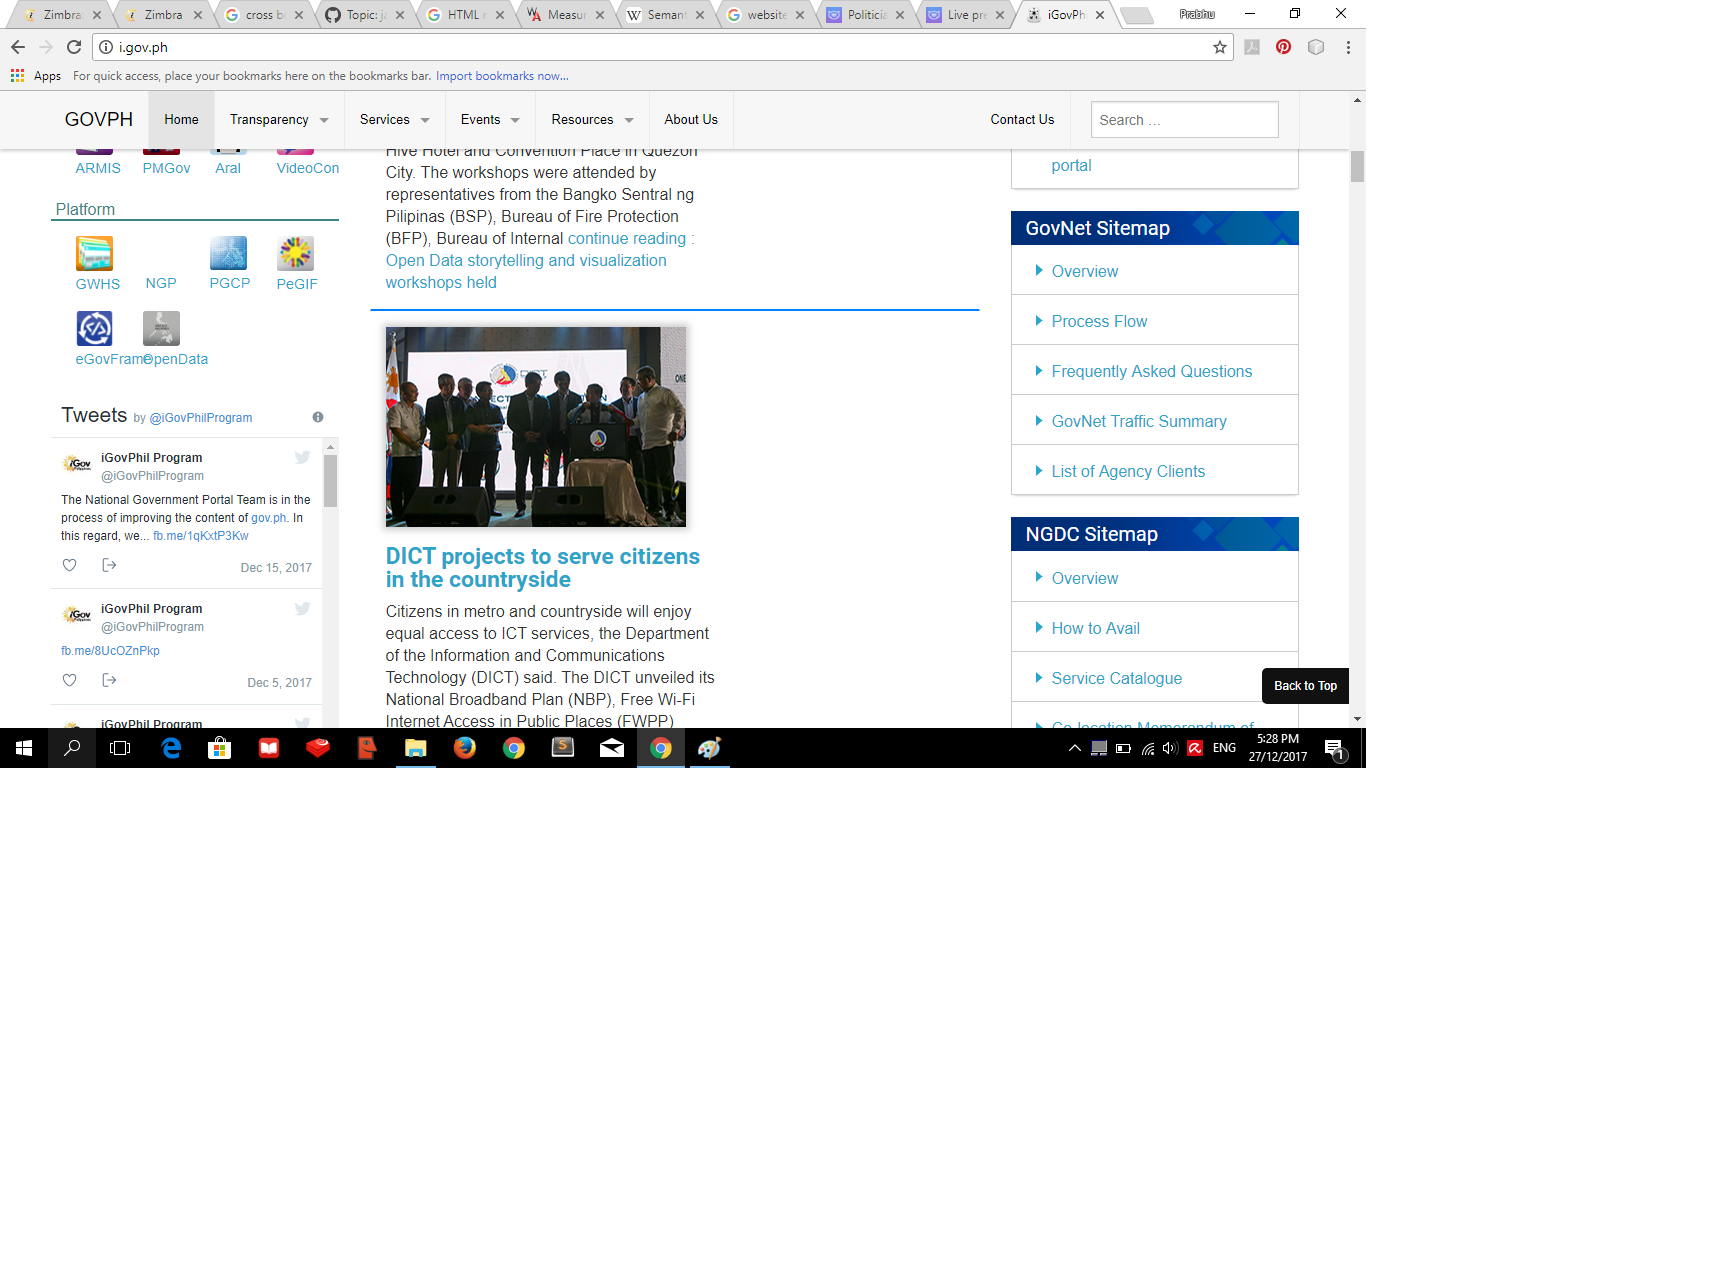 Zimbra
Zimbra
cross b
Topic: ja
HTML r
Measur
Seman
website
Politicia
Live pre
iGovPh
Prabhu
i.gov.ph
Apps
For quick access, place your bookmarks here on the bookmarks bar. Import bookmarks now...
GOVPH
Home
Transparency
Services
Events
Resources
About Us
Contact Us
Search ...
ARMIS
PMGov
Aral
VideoCon
Platform
GWHS
NGP
PGCP
PeGIF
eGovFrame
OpenData
Tweets by @iGovPhilProgram
iGovPhil Program
@iGovPhilProgram
The National Government Portal Team is in the
process of improving the content of gov.ph. In
this regard, we... fb.me/1qKxtP3Kw
Dec 15, 2017
iGovPhil Program
@iGovPhilProgram
fb.me/8UcOZnPkp
Dec 5, 2017
iGovPhil Program
Hive Hotel and Convention Place in Quezon
City. The workshops were attended by
representatives from the Bangko Sentral ng
Pilipinas (BSP), Bureau of Fire Protection
(BFP), Bureau of Internal continue reading :
Open Data storytelling and visualization
workshops held
DICT
DICT projects to serve citizens
in the countryside
Citizens in metro and countryside will enjoy
equal access to ICT services, the Department
of the Information and Communications
Technology (DICT) said. The DICT unveiled its
National Broadband Plan (NBP), Free Wi-Fi
Internet Access in Public Places (FWPP)
portal
GovNet Sitemap
Overview
Process Flow
Frequently Asked Questions
GovNet Traffic Summary
List of Agency Clients
NGDC Sitemap
Overview
How to Avail
Service Catalogue
Co-location Memorandum of
Back to Top
ENG
5:28 PM
27/12/2017
1